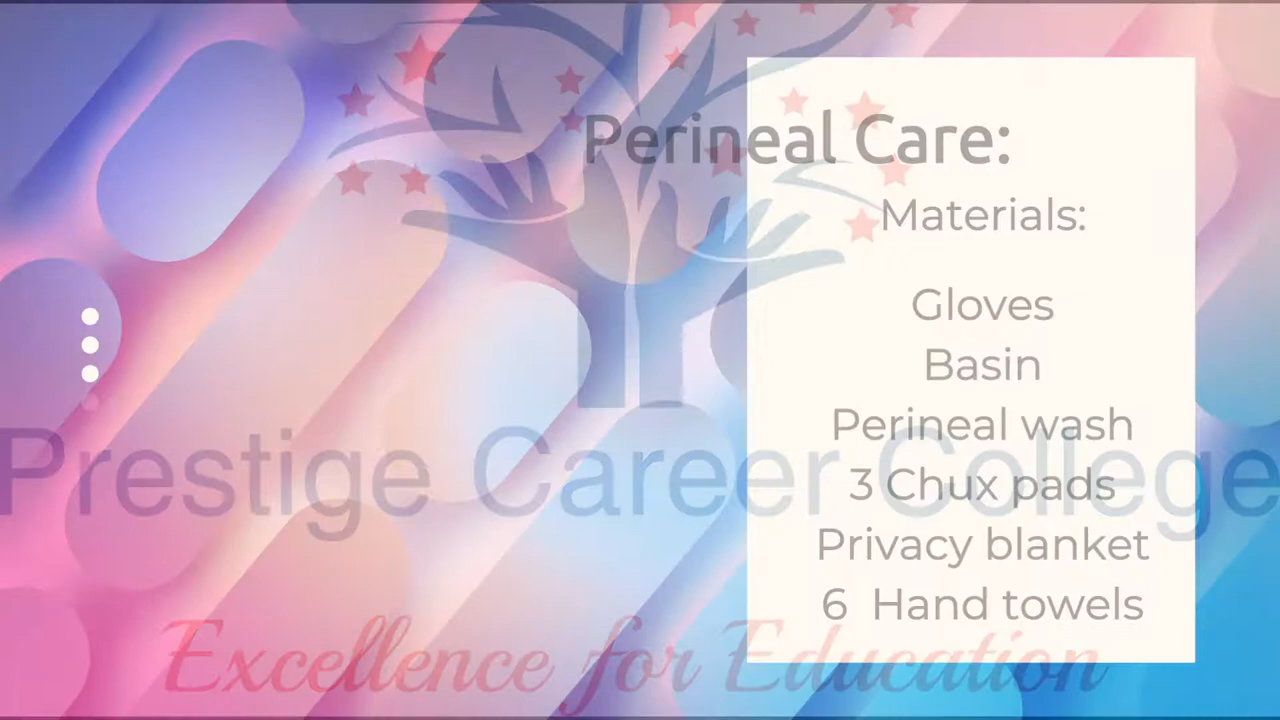 Perineal Care:
Materials:
Gloves
Basin
Perineal wash
3 Chux pads
Privacy blanket
6 Hand towels
Prestige Career College
Excellence for Education